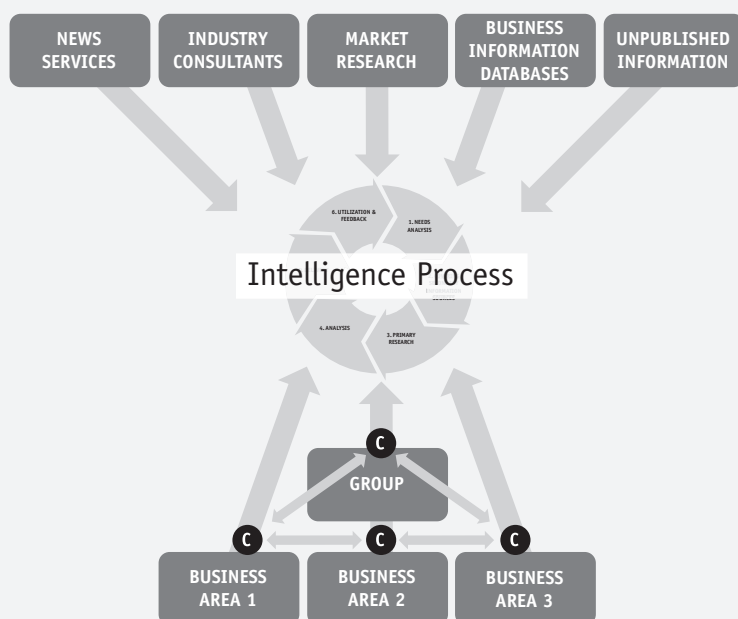 NEWS
SERVICES
INDUSTRY
CONSULTANTS
MARKET
RESEARCH
BUSINESS
INFORMATION
DATABASES
UNPUBLISHED
INFORMATION
6. UTILIZATION &
FEEDBACK
1. NEEDS
ANALYSIS
Intelligence Process
4. ANALYSIS
3. PRIMARY
RESEARCH
C
GROUP
C
C
C
BUSINESS
AREA 1
BUSINESS
AREA 2
BUSINESS
AREA 3